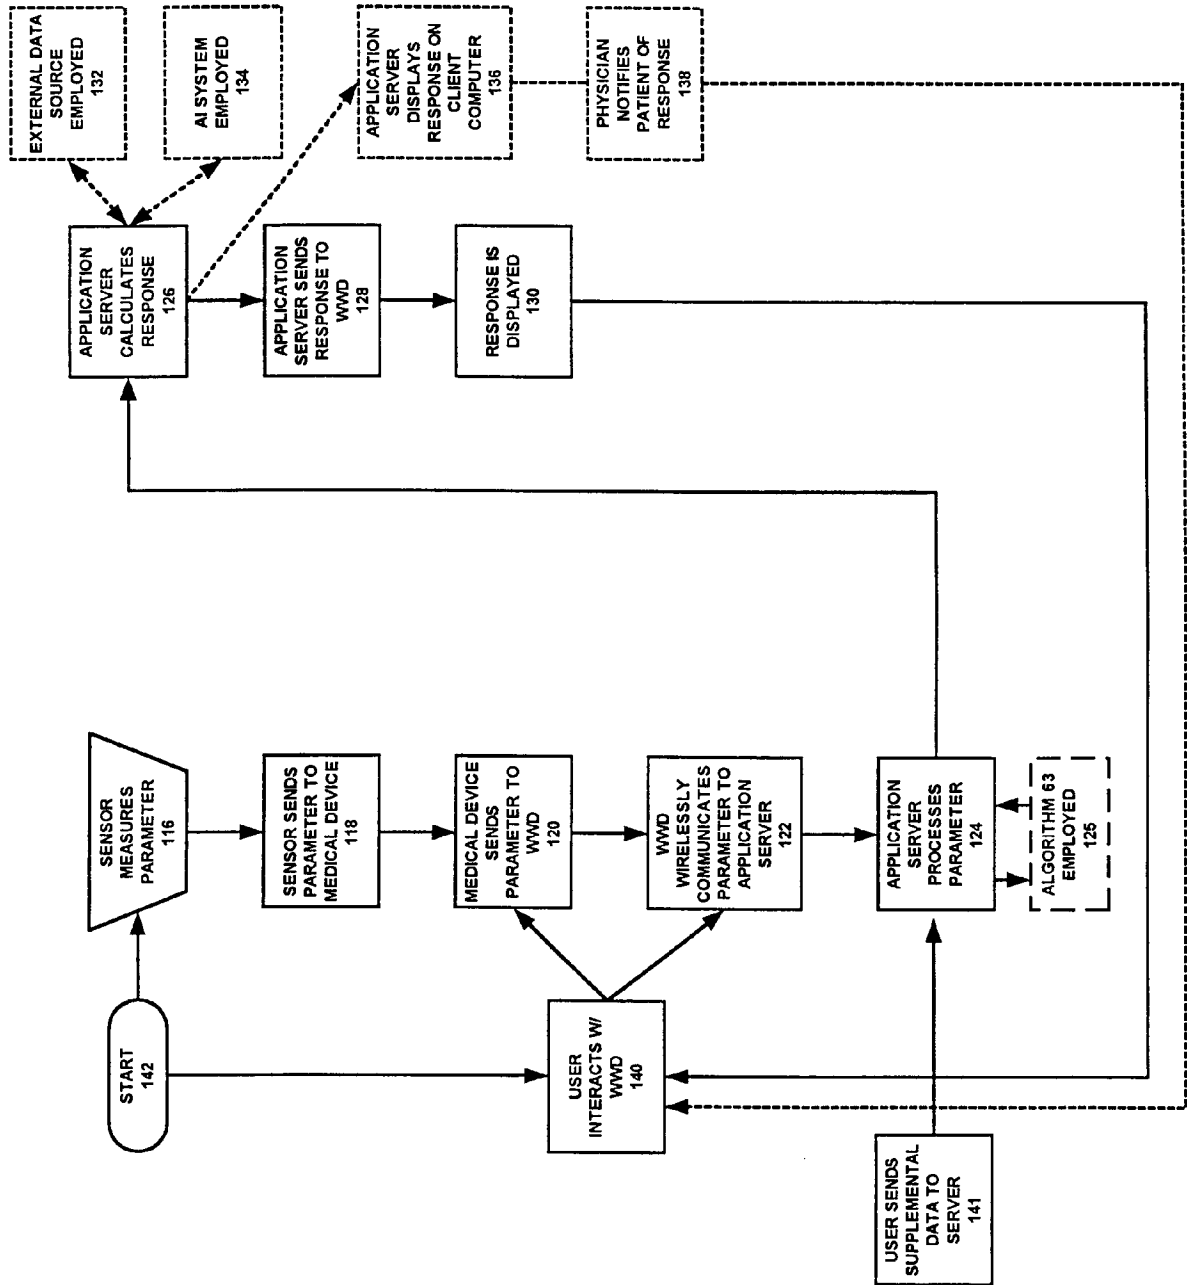 START
142
SENSOR
MEASURES
PARAMETER
116
SENSOR SENDS
PARAMETER TO
MEDICAL DEVICE
118
MEDICAL DEVICE
SENDS
PARAMETER TO
WWD
120
WWD
WIRELESSLY
COMMUNICATES
PARAMETER TO
APPLICATION
SERVER
122
APPLICATION
SERVER
PROCESSES
PARAMETER
124
ALGORITHM 63
EMPLOYED
125
USER
INTERACTS W/
WWD
140
USER SENDS
SUPPLEMENTAL
DATA TO
SERVER
141
APPLICATION
SERVER
CALCULATES
RESPONSE
126
APPLICATION
SERVER SENDS
RESPONSE TO
WWD
128
RESPONSE IS
DISPLAYED
130
EXTERNAL DATA
SOURCE
EMPLOYED
132
AI SYSTEM
EMPLOYED
134
APPLICATION
SERVER
DISPLAYS
RESPONSE ON
CLIENT
COMPUTER
136
PHYSICIAN
NOTIFIES
PATIENT OF
RESPONSE
138